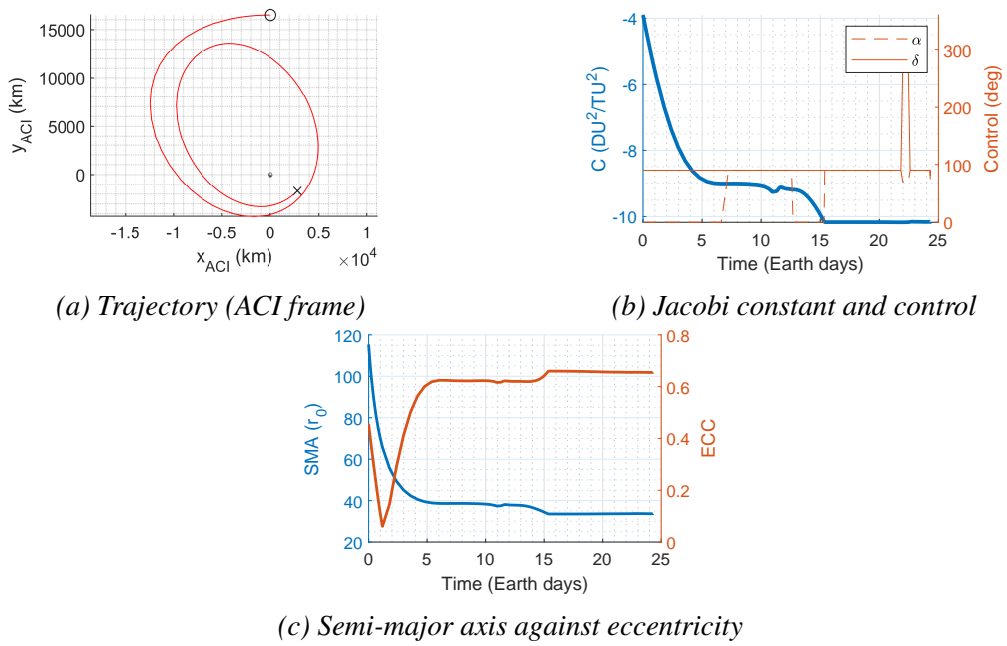 15000
10000
5000
0
y_ACI (km)
-1.5 -1 -0.5 0 0.5 1
x_ACI (km)
×10^4
(a) Trajectory (ACI frame)
-4
-6
-8
-10
C (DU^2/TU^2)
α
δ
300
200
100
0
Control (deg)
0 5 10 15 20 25
Time (Earth days)
(b) Jacobi constant and control
120
100
80
60
40
20
SMA (r_0)
0.8
0.6
0.4
0.2
0
ECC
0 5 10 15 20 25
Time (Earth days)
(c) Semi-major axis against eccentricity